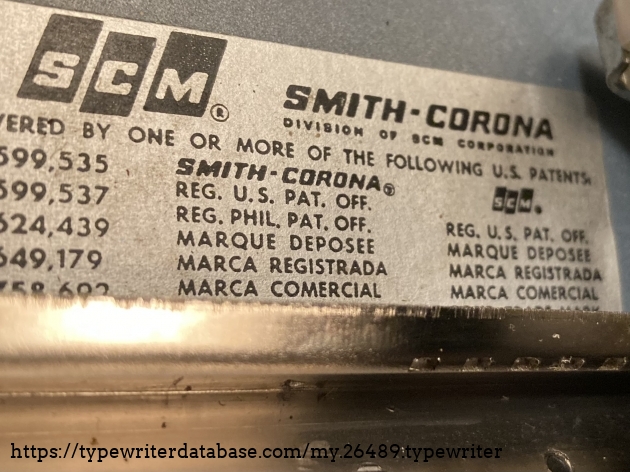 SCM®
SMITH-CORONA
DIVISION OF SCM CORPORATION
VERED BY ONE OR MORE OF THE FOLLOWING U.S. PATENTS:
599,535
599,537
624,439
649,179
758,692
SMITH-CORONA®
REG. U.S. PAT. OFF.
REG. PHIL. PAT. OFF.
MARQUE DEPOSEE
MARCA REGISTRADA
MARCA COMERCIAL
SCM®
REG. U.S. PAT. OFF.
MARQUE DEPOSEE
MARCA REGISTRADA
MARCA COMERCIAL
https://typewriterdatabase.com/my.26489.typewriter